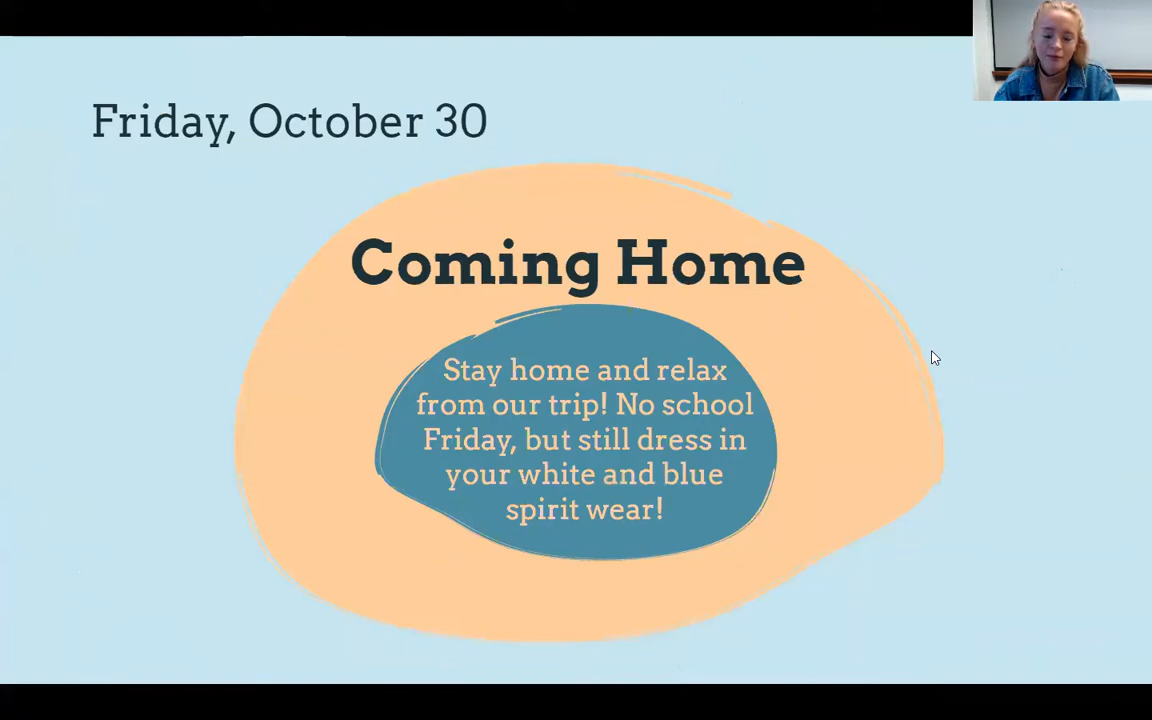 Friday, October 30
Coming Home
Stay home and relax
from our trip! No school
Friday, but still dress in
your white and blue
spirit wear!